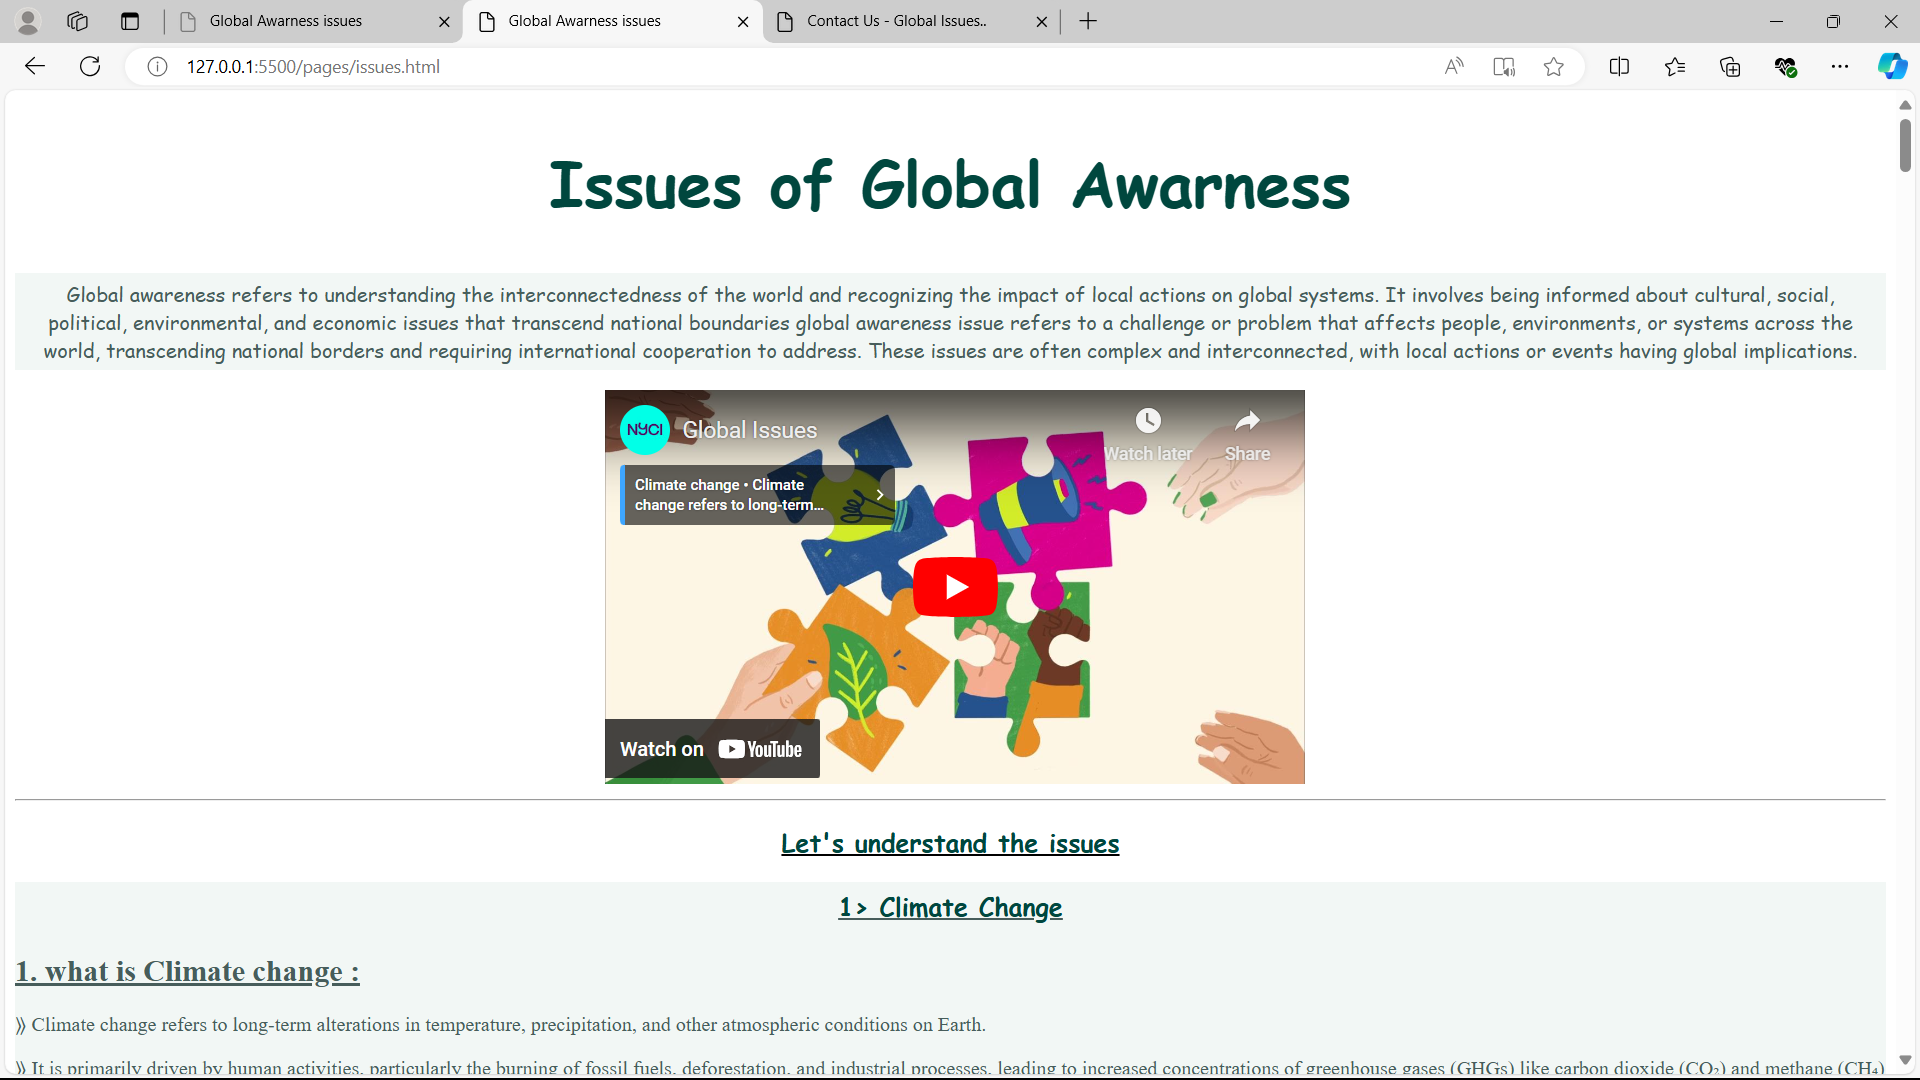 Global Awarness issues
Global Awarness issues
Contact Us - Global Issues..
127.0.0.1:5500/pages/issues.html
Issues of Global Awarness
Global awareness refers to understanding the interconnectedness of the world and recognizing the impact of local actions on global systems. It involves being informed about cultural, social,
political, environmental, and economic issues that transcend national boundaries global awareness issue refers to a challenge or problem that affects people, environments, or systems across the
world, transcending national borders and requiring international cooperation to address. These issues are often complex and interconnected, with local actions or events having global implications.
NYCI
Global Issues
Watch later
Share
Climate change • Climate
change refers to long-term...
Watch on YouTube
Let's understand the issues
1> Climate Change
1. what is Climate change :
⟫ Climate change refers to long-term alterations in temperature, precipitation, and other atmospheric conditions on Earth.
⟫ It is primarily driven by human activities, particularly the burning of fossil fuels, deforestation, and industrial processes, leading to increased concentrations of greenhouse gases (GHGs) like carbon dioxide (CO₂) and methane (CH₄)